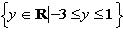 {y ∈ R|−3 ≤ y ≤ 1}